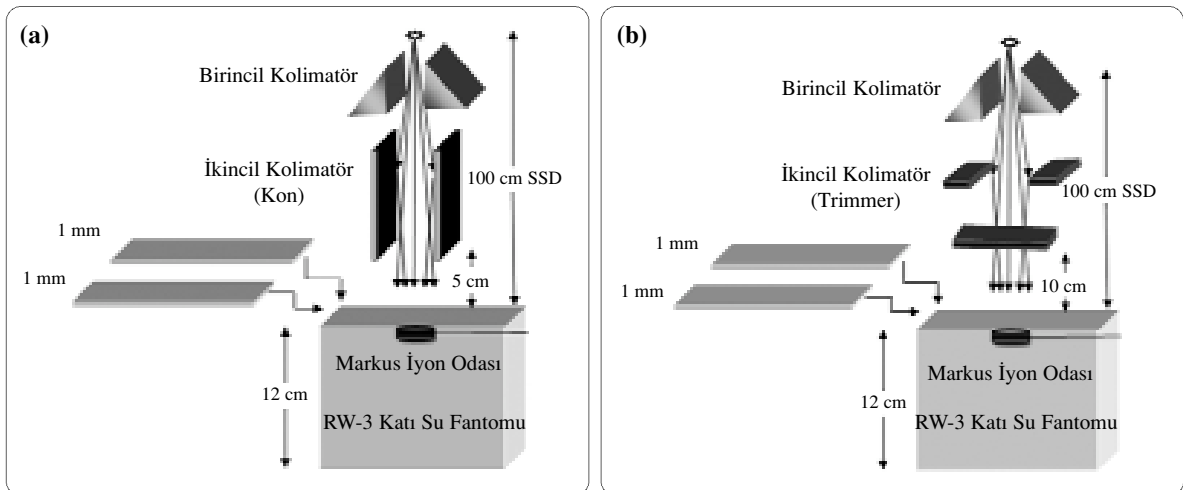 (a)
Birincil Kolimatör
İkincil Kolimatör
(Kon)
100 cm SSD
1 mm
1 mm
5 cm
12 cm
Markus İyon Odası
RW-3 Katı Su Fantomu
(b)
Birincil Kolimatör
İkincil Kolimatör
(Trimmer)
100 cm SSD
1 mm
1 mm
10 cm
12 cm
Markus İyon Odası
RW-3 Katı Su Fantomu